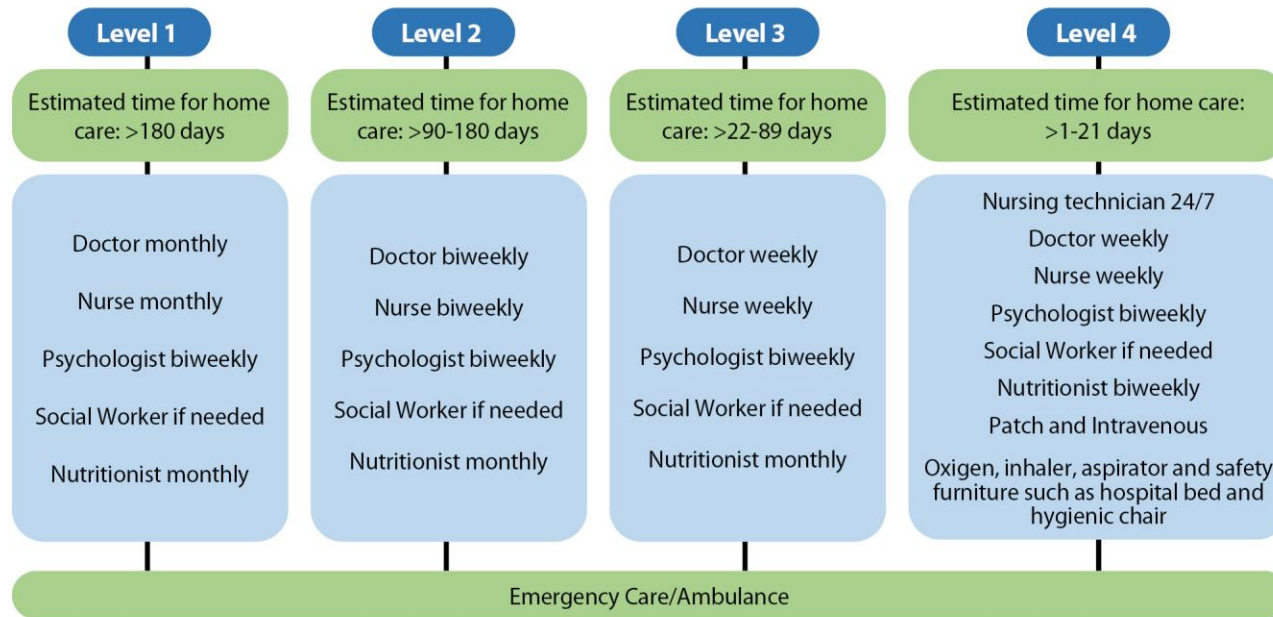 Level 1
Estimated time for home
care: >180 days
Doctor monthly
Nurse monthly
Psychologist biweekly
Social Worker if needed
Nutritionist monthly
Level 2
Estimated time for home
care: >90-180 days
Doctor biweekly
Nurse biweekly
Psychologist biweekly
Social Worker if needed
Nutritionist monthly
Level 3
Estimated time for home
care: >22-89 days
Doctor weekly
Nurse weekly
Psychologist biweekly
Social Worker if needed
Nutritionist monthly
Level 4
Estimated time for home care:
>1-21 days
Nursing technician 24/7
Doctor weekly
Nurse weekly
Psychologist biweekly
Social Worker if needed
Nutritionist biweekly
Patch and Intravenous
Oxigen, inhaler, aspirator and safety
furniture such as hospital bed and
hygienic chair
Emergency Care/Ambulance